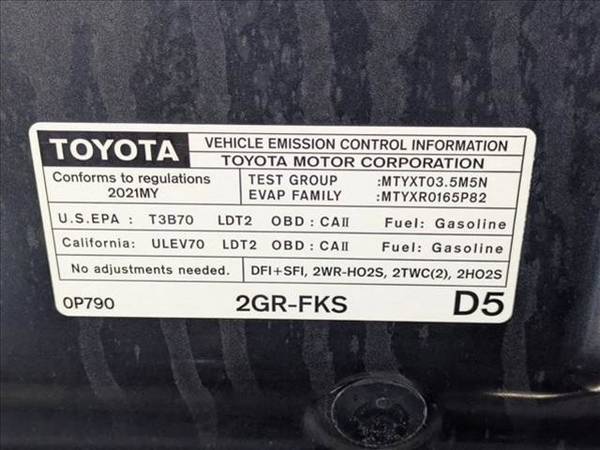 TOYOTA VEHICLE EMISSION CONTROL INFORMATION
TOYOTA MOTOR CORPORATION
Conforms to regulations TEST GROUP :MTYXT03.5M5N
2021MY EVAP FAMILY :MTYXR0165P82
U.S.EPA : T3B70 LDT2 OBD : CAII Fuel: Gasoline
California: ULEV70 LDT2 OBD : CAII Fuel: Gasoline
No adjustments needed. DFI+SFI, 2WR-HO2S, 2TWC(2), 2HO2S
0P790 2GR-FKS D5